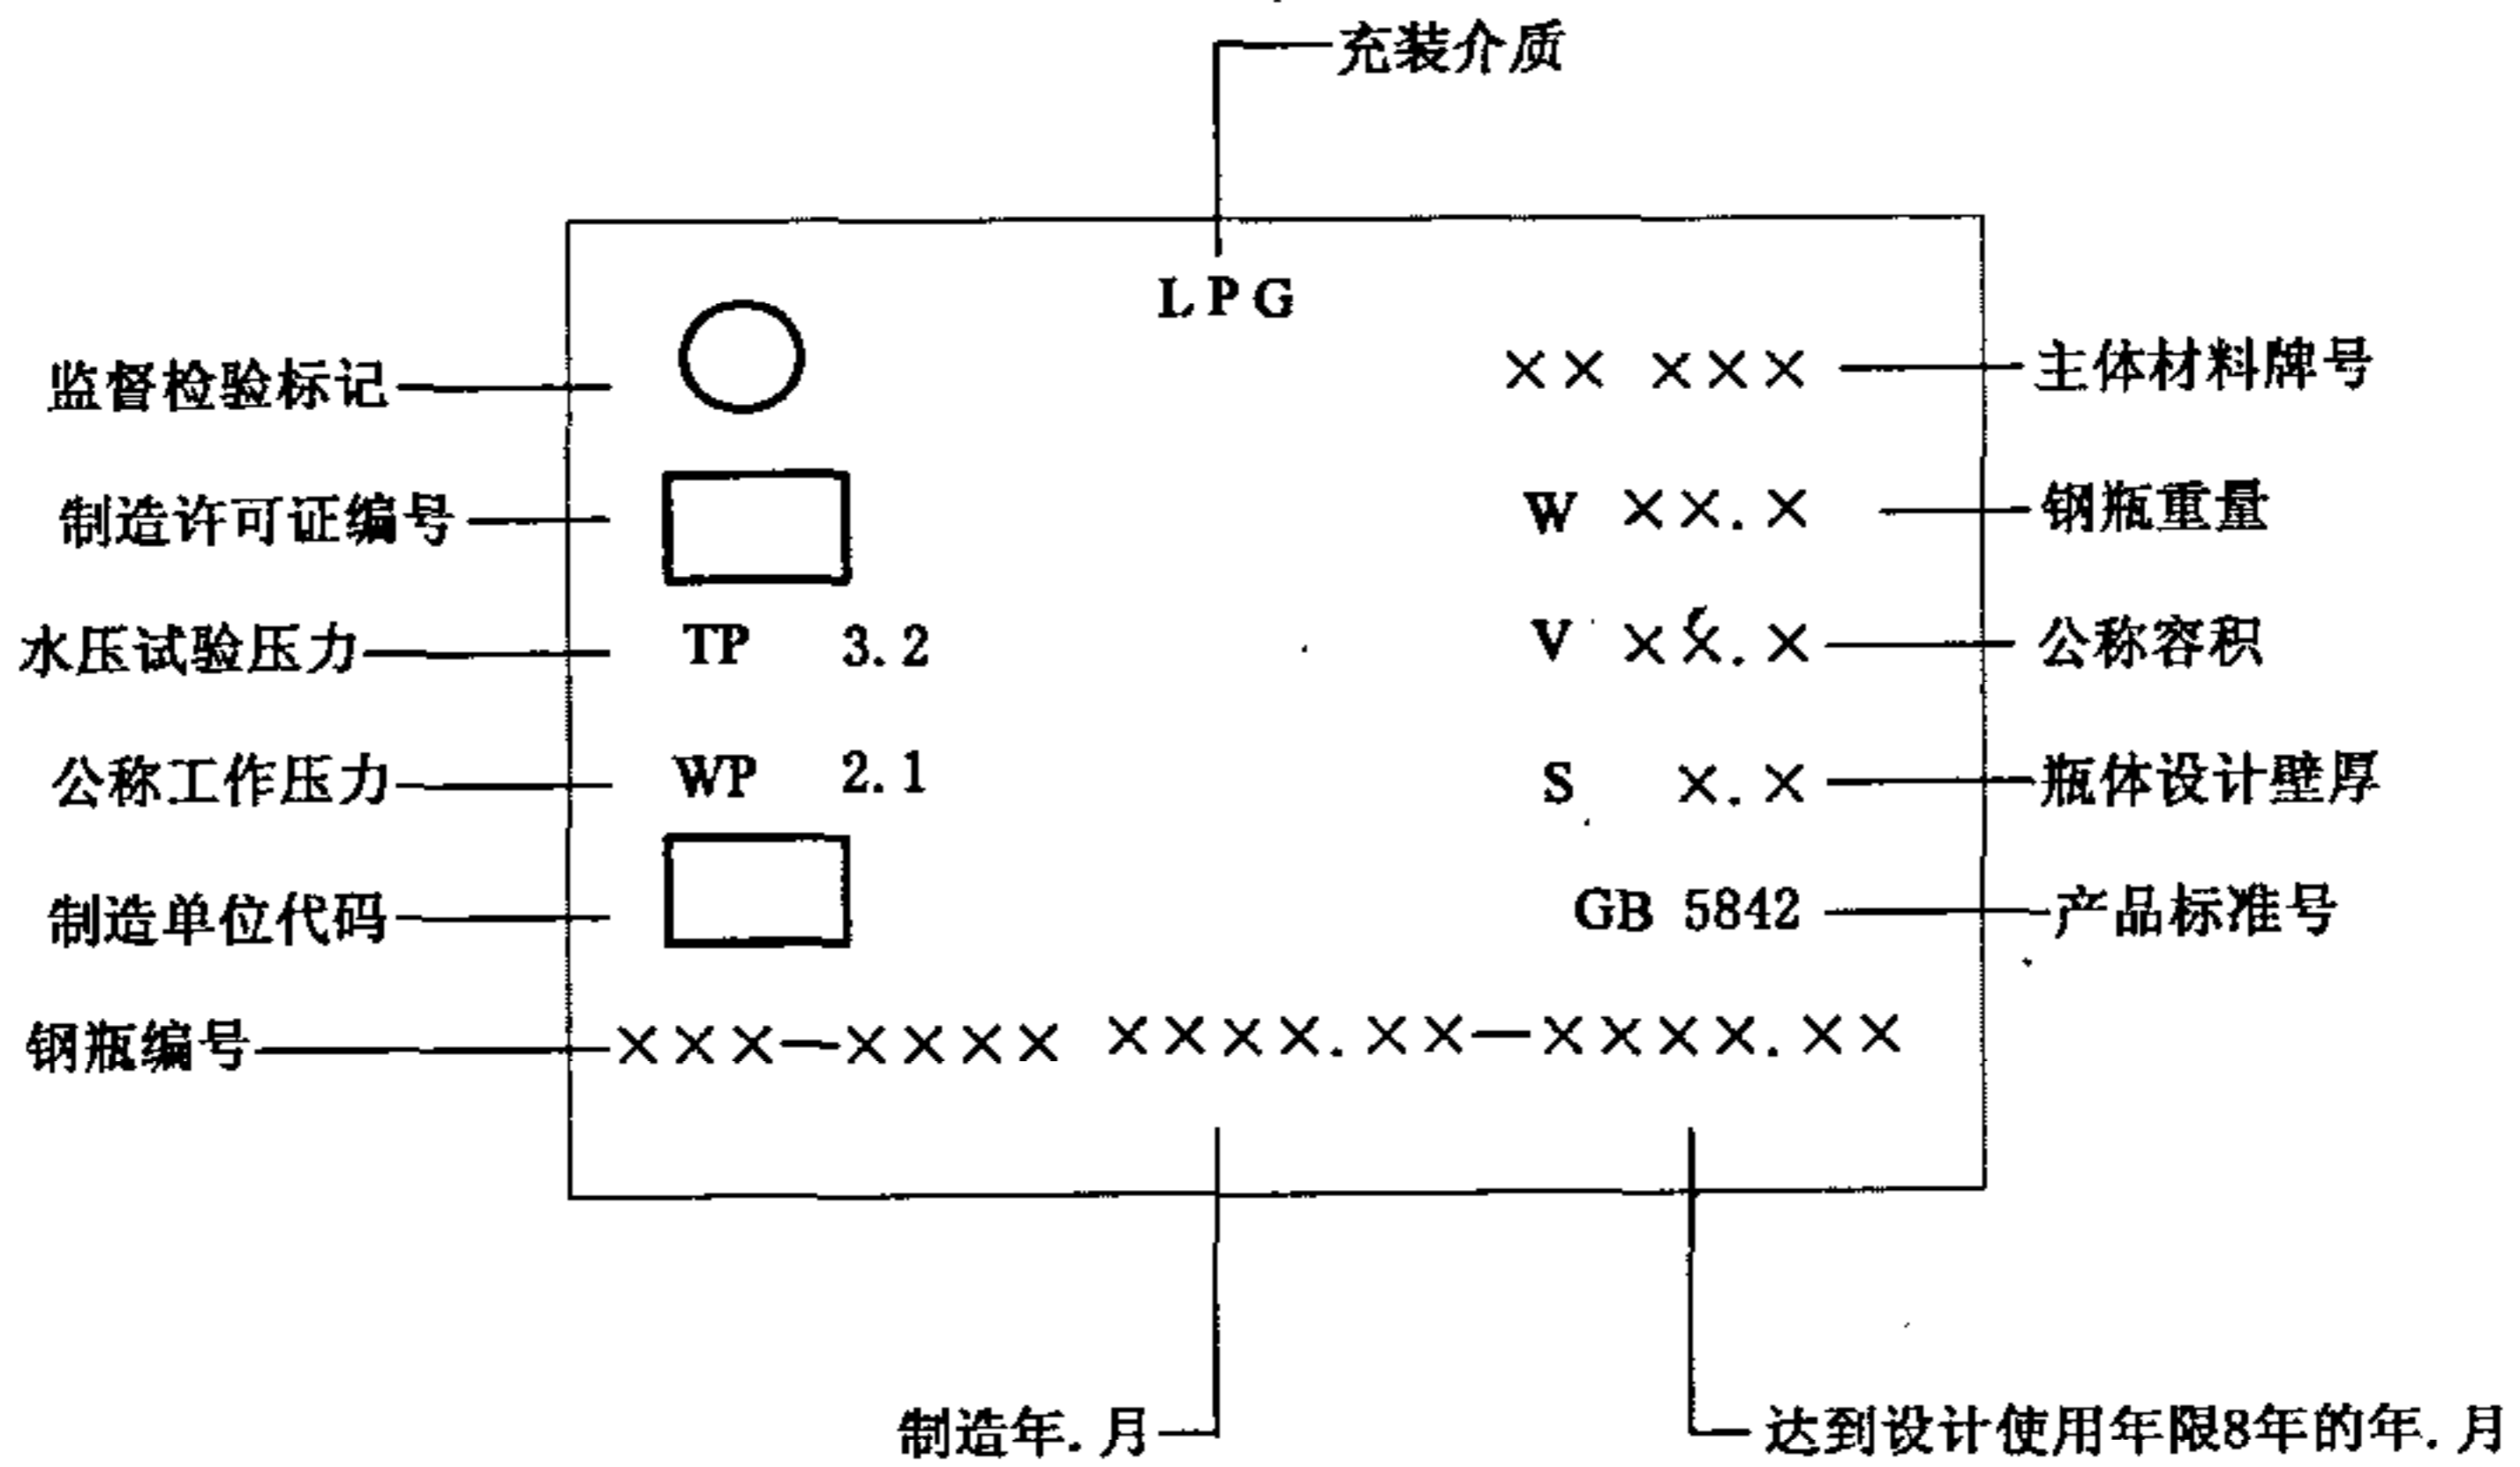 充装介质
LPG
监督检验标记
×× ××× 主体材料牌号
制造许可证编号
W ××.× 钢瓶重量
水压试验压力 TP 3.2
V ××.× 公称容积
公称工作压力 WP 2.1
S ×.× 瓶体设计壁厚
制造单位代码
GB 5842 产品标准号
钢瓶编号 ×××—×××× ××××.××—××××.××
制造年.月
达到设计使用年限8年的年.月